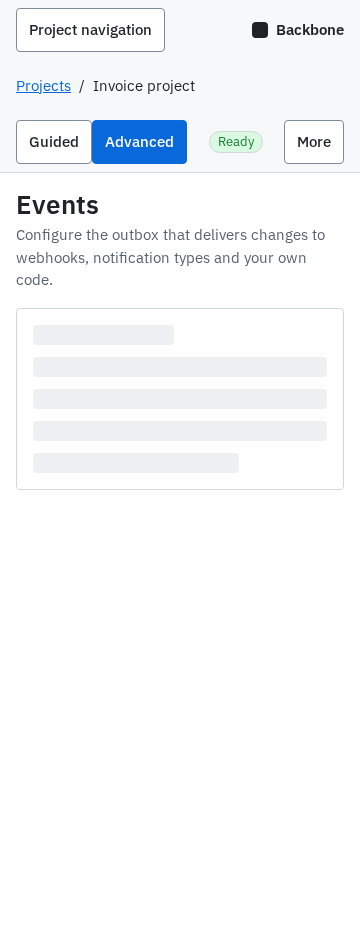 Project navigation
Backbone
Projects / Invoice project
Guided
Advanced
Ready
More
Events
Configure the outbox that delivers changes to
webhooks, notification types and your own
code.